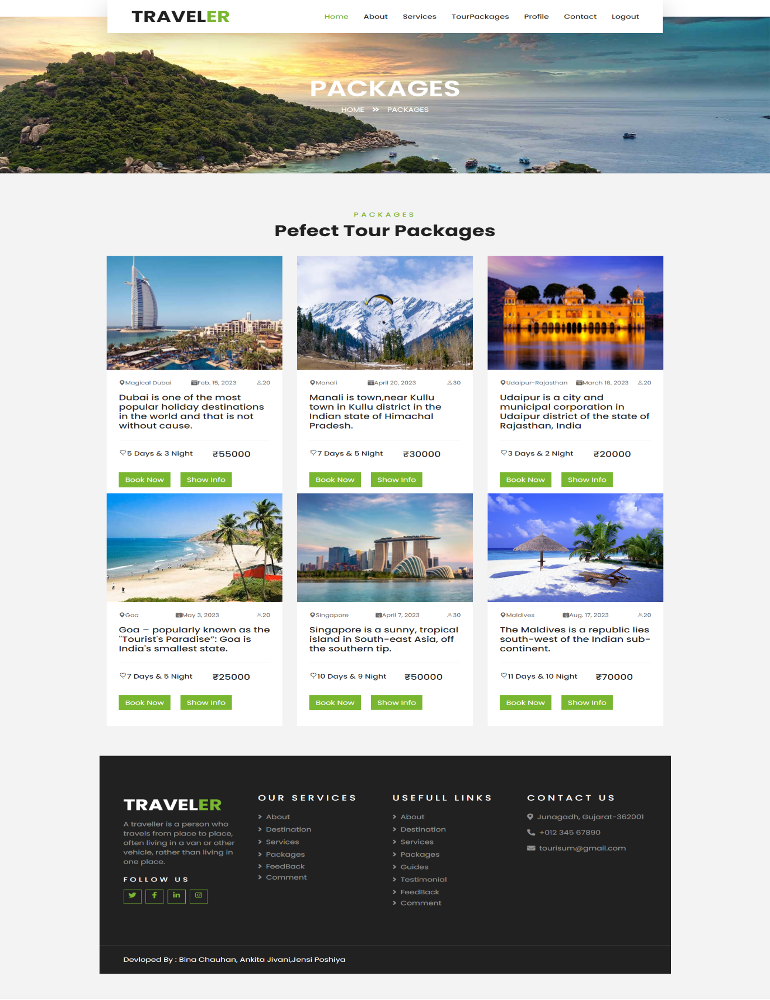 TRAVELER
Home About Services TourPackages Profile Contact Logout
PACKAGES
HOME PACKAGES
PACKAGES
Pefect Tour Packages
Magical Dubai Feb. 15, 2023 20
Dubai is one of the most
popular holiday destinations
in the world and that is not
without cause.
5 Days & 3 Night ₹55000
Book Now Show Info
Manali April 20, 2023 30
Manali is town,near Kullu
town in Kullu district in the
Indian state of Himachal
Pradesh.
7 Days & 5 Night ₹30000
Book Now Show Info
Udaipur-Rajasthan March 16, 2023 20
Udaipur is a city and
municipal corporation in
Udaipur district of the state of
Rajasthan, India
3 Days & 2 Night ₹20000
Book Now Show Info
Goa May 3, 2023 20
Goa – popularly known as the
"Tourist's Paradise”: Goa is
India's smallest state.
7 Days & 5 Night ₹25000
Book Now Show Info
Singapore April 7, 2023 30
Singapore is a sunny, tropical
island in South-east Asia, off
the southern tip.
10 Days & 9 Night ₹50000
Book Now Show Info
Maldives Aug. 17, 2023 20
The Maldives is a republic lies
south-west of the Indian sub-
continent.
11 Days & 10 Night ₹70000
Book Now Show Info
TRAVELER
A traveller is a person who
travels from place to place,
often living in a van or other
vehicle, rather than living in
one place.
FOLLOW US
OUR SERVICES
About
Destination
Services
Packages
FeedBack
Comment
USEFULL LINKS
About
Destination
Services
Packages
Guides
Testimonial
FeedBack
Comment
CONTACT US
Junagadh, Gujarat-362001
+012 345 67890
tourisum@gmail.com
Devloped By : Bina Chauhan, Ankita Jivani,Jensi Poshiya